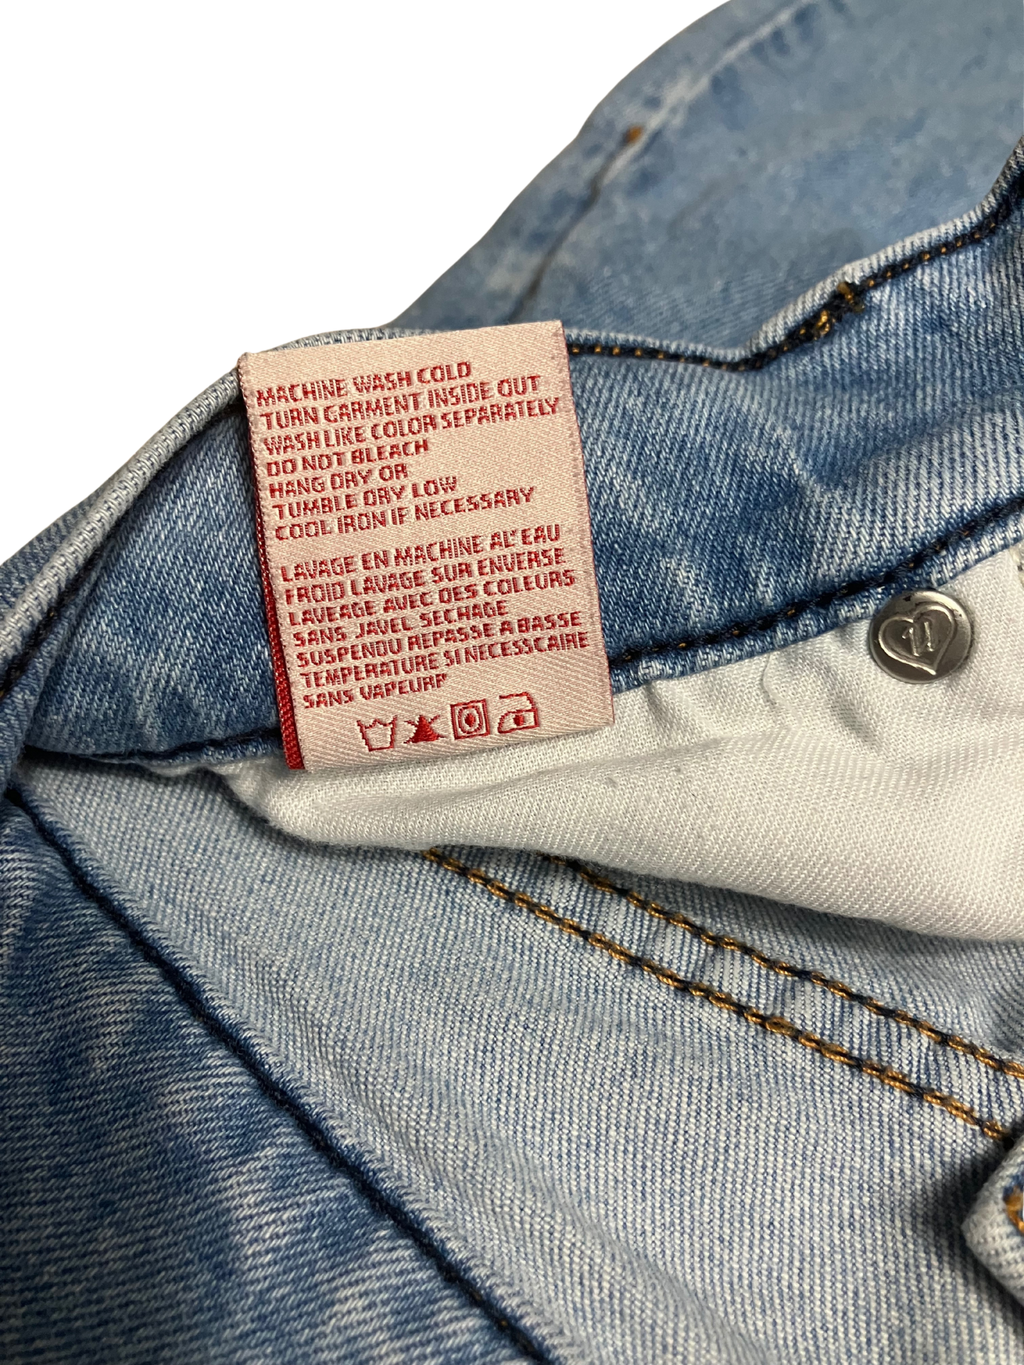 MACHINE WASH COLD
TURN GARMENT INSIDE OUT
WASH LIKE COLOR SEPARATELY
DO NOT BLEACH
HANG DRY OR
TUMBLE DRY LOW
COOL IRON IF NECESSARY
LAVAGE EN MACHINE AL'EAU
FROID LAVAGE SUR ENVERSE
LAVEAGE AVEC DES COLEURS
SANS JAVEL SECHAGE
SUSPENDU REPASSE A BASSE
TEMPERATURE SI NECESSCAIRE
SANS VAPEURP